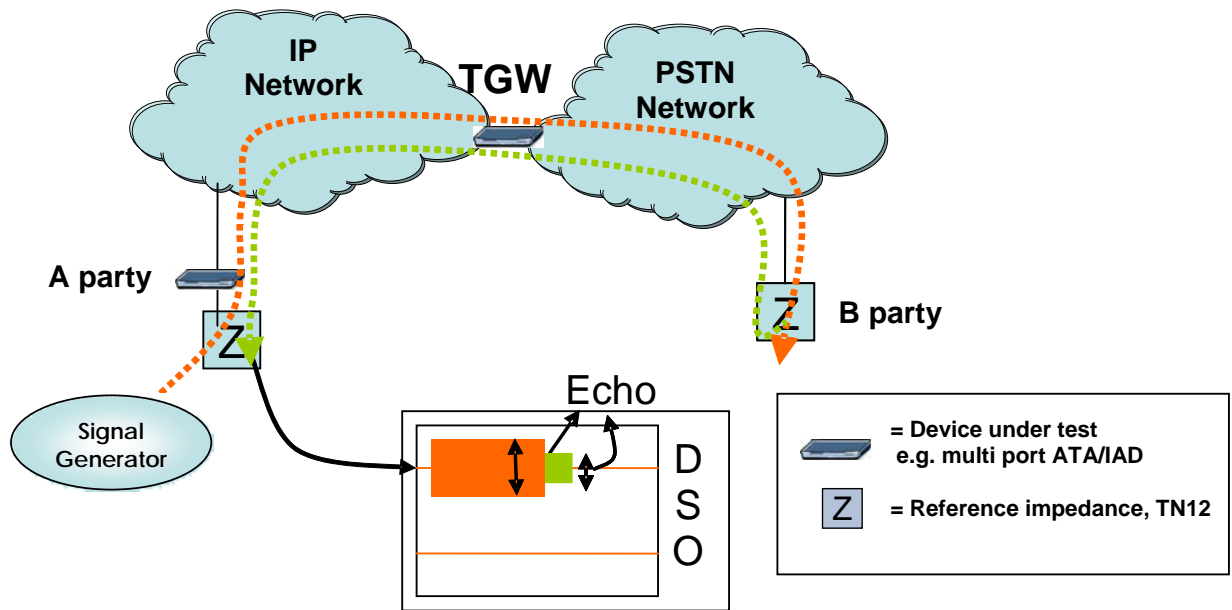 IP
Network
TGW
PSTN
Network
A party
Z
Z
B party
Signal
Generator
Echo
D
S
O
= Device under test
e.g. multi port ATA/IAD
Z
= Reference impedance, TN12